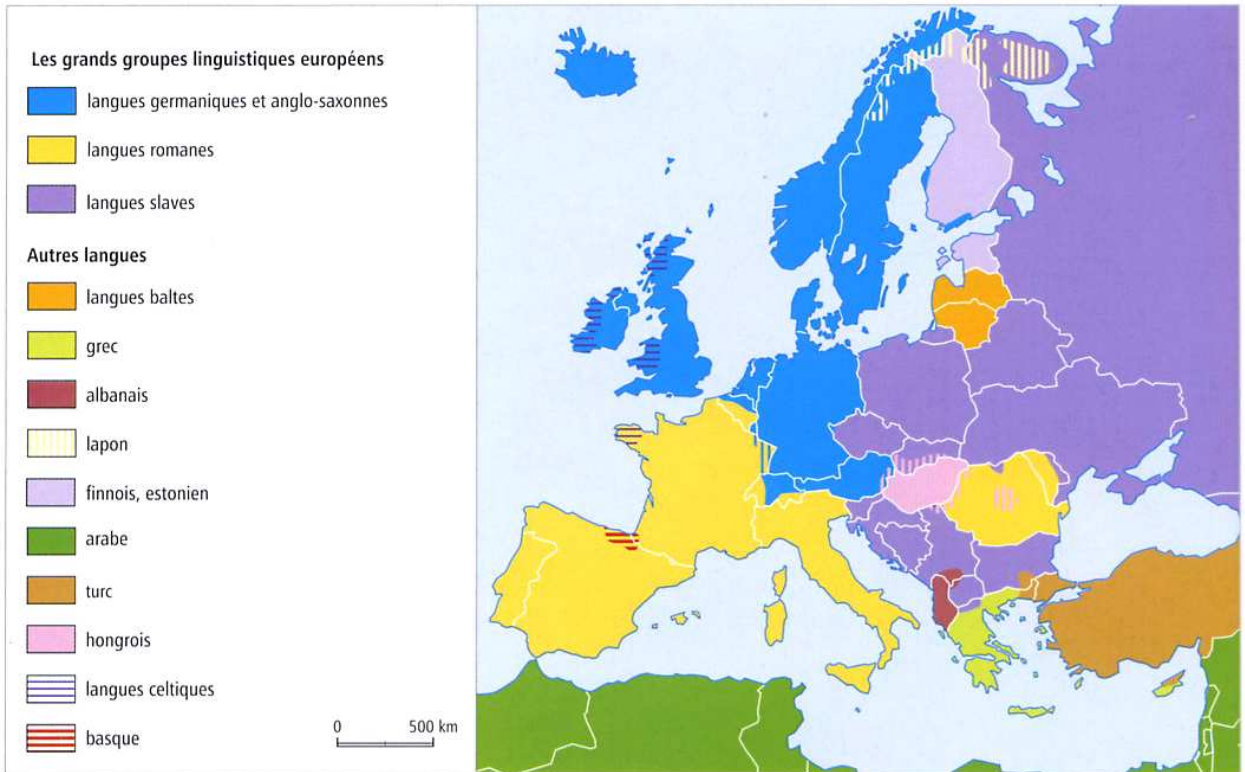 Les grands groupes linguistiques européens
langues germaniques et anglo-saxonnes
langues romanes
langues slaves
Autres langues
langues baltes
grec
albanais
lapon
finnois, estonien
arabe
turc
hongrois
langues celtiques
basque
0 500 km